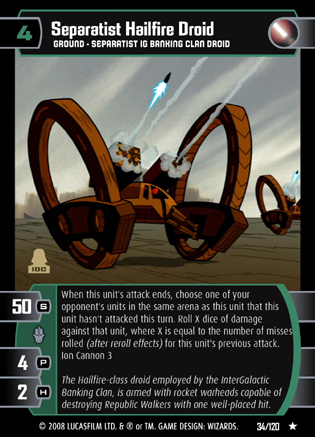 4
Separatist Hailfire Droid
GROUND - SEPARATIST IG BANKING CLAN DROID
IDC
50 S
4 P
2 H
When this unit's attack ends, choose one of your
opponent's units in the same arena as this unit that this
unit hasn't attacked this turn. Roll X dice of damage
against that unit, where X is equal to the number of misses
rolled (after reroll effects) for this unit's previous attack.
Ion Cannon 3
The Hailfire-class droid employed by the InterGalactic
Banking Clan, is armed with rocket warheads capable of
destroying Republic Walkers with one well-placed hit.
© 2008 LUCASFILM LTD. & ® or TM. GAME DESIGN: WIZARDS. 34/120 ★